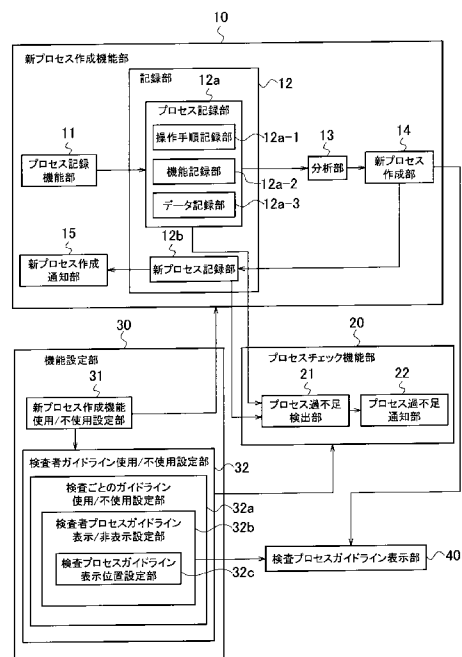 10
新プロセス作成機能部
記録部
12
12a
プロセス記録部
操作手順記録部
12a-1
機能記録部
12a-2
データ記録部
12a-3
11
プロセス記録
機能部
13
分析部
14
新プロセス
作成部
15
新プロセス作成
通知部
12b
新プロセス記録部
30
機能設定部
31
新プロセス作成機能
使用/不使用設定部
20
プロセスチェック機能部
21
プロセス過不足
検出部
22
プロセス過不足
通知部
検査者ガイドライン使用/不使用設定部
32
検査ごとのガイドライン
使用/不使用設定部
32a
検査者プロセスガイドライン
表示/非表示設定部
32b
検査プロセスガイドライン
表示位置設定部
32c
検査プロセスガイドライン表示部
40